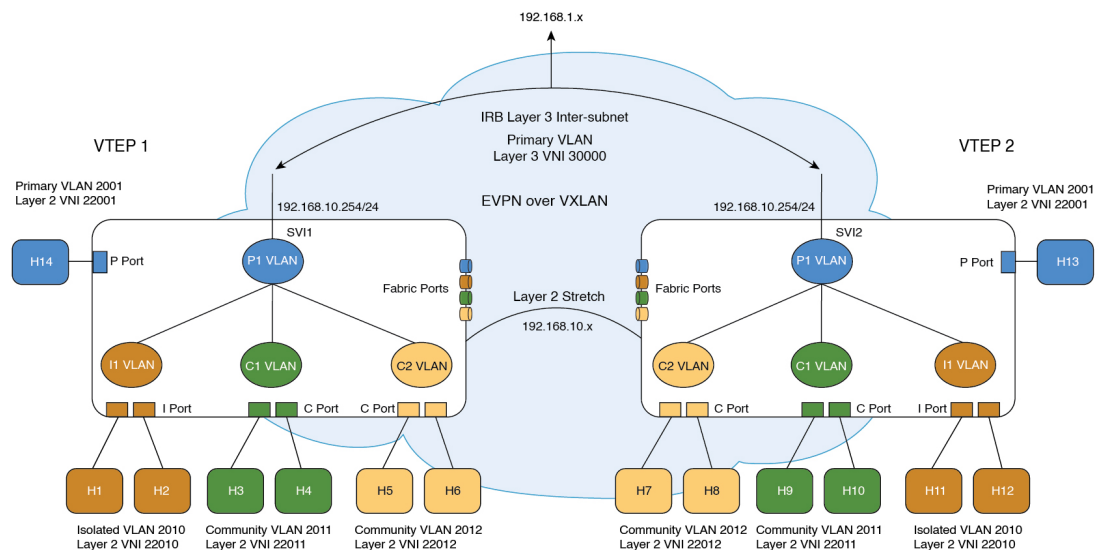 192.168.1.x
IRB Layer 3 Inter-subnet
Primary VLAN
Layer 3 VNI 30000
VTEP 1
VTEP 2
Primary VLAN 2001
Layer 2 VNI 22001
Primary VLAN 2001
Layer 2 VNI 22001
192.168.10.254/24
EVPN over VXLAN
192.168.10.254/24
SVI1
SVI2
H14
P Port
P1 VLAN
P1 VLAN
P Port
H13
Fabric Ports
Fabric Ports
Layer 2 Stretch
192.168.10.x
I1 VLAN
C1 VLAN
C2 VLAN
C2 VLAN
C1 VLAN
I1 VLAN
I Port
C Port
C Port
C Port
C Port
I Port
H1
H2
H3
H4
H5
H6
H7
H8
H9
H10
H11
H12
Isolated VLAN 2010
Layer 2 VNI 22010
Community VLAN 2011
Layer 2 VNI 22011
Community VLAN 2012
Layer 2 VNI 22012
Community VLAN 2012
Layer 2 VNI 22012
Community VLAN 2011
Layer 2 VNI 22011
Isolated VLAN 2010
Layer 2 VNI 22010